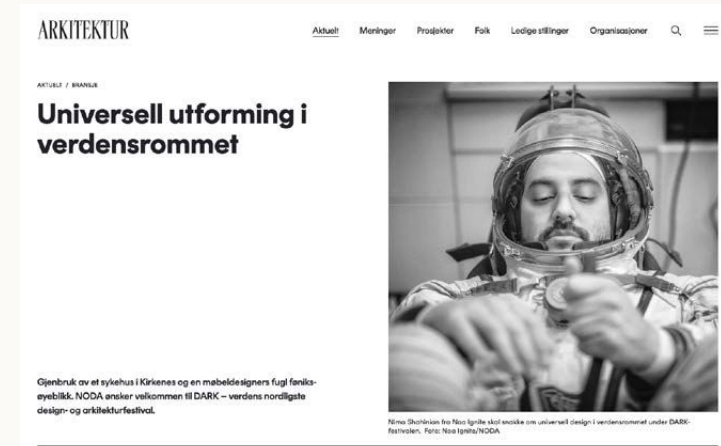 ARKITEKTUR
Aktuelt Meninger Prosjekter Folk Ledige stillinger Organisasjoner
AKTUELT / BRANSJE
Universell utforming i
verdensrommet
Gjenbruk av et sykehus i Kirkenes og en møbeldesigners fugl føniks-
øyeblikk. NODA ønsker velkommen til DARK – verdens nordligste
design- og arkitekturfestival.
Nima Shahinian fra Noa Ignite skal snakke om universell design i verdensrommet under DARK-
festivalen. Foto: Noa Ignite/NODA